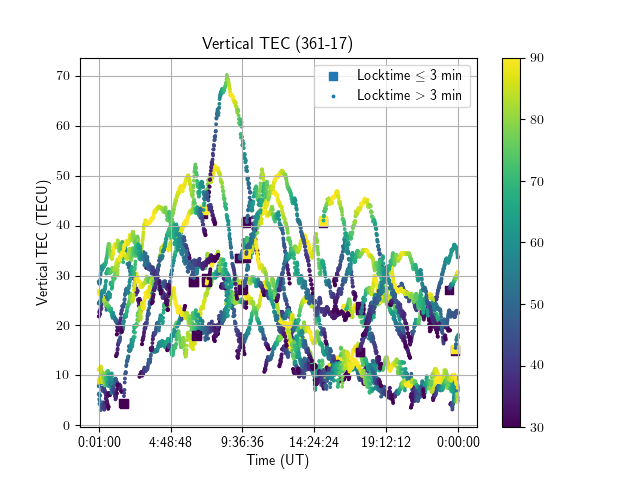 Vertical TEC (361-17)
Locktime ≤ 3 min
Locktime > 3 min
Vertical TEC (TECU)
70
60
50
40
30
20
10
0
0:01:00 4:48:48 9:36:36 14:24:24 19:12:12 0:00:00
Time (UT)
90
80
70
60
50
40
30